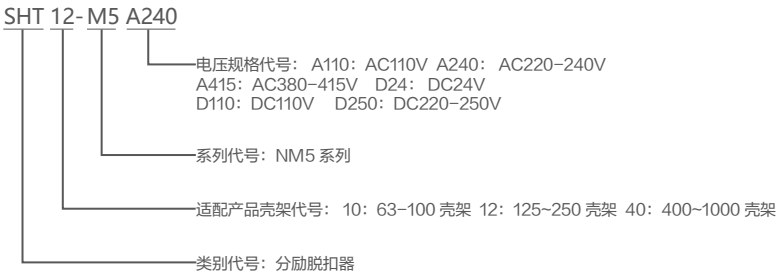 SHT 12- M5 A240
电压规格代号： A110：AC110V A240： AC220-240V
A415：AC380-415V D24： DC24V
D110：DC110V D250：DC220-250V
系列代号：NM5 系列
适配产品壳架代号： 10：63-100 壳架 12：125~250 壳架 40：400~1000 壳架
类别代号：分励脱扣器